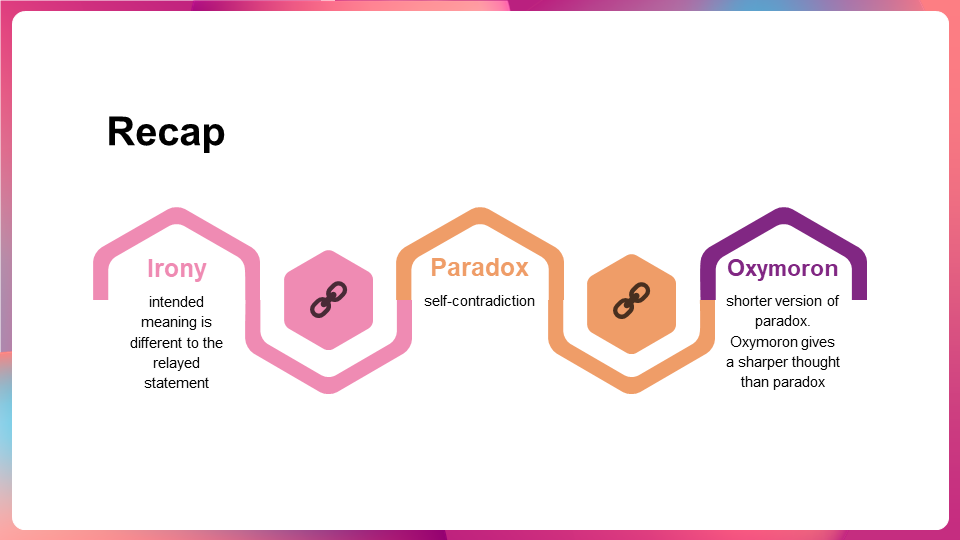 Recap
Irony
intended
meaning is
different to the
relayed
statement
Paradox
self-contradiction
Oxymoron
shorter version of
paradox.
Oxymoron gives
a sharper thought
than paradox